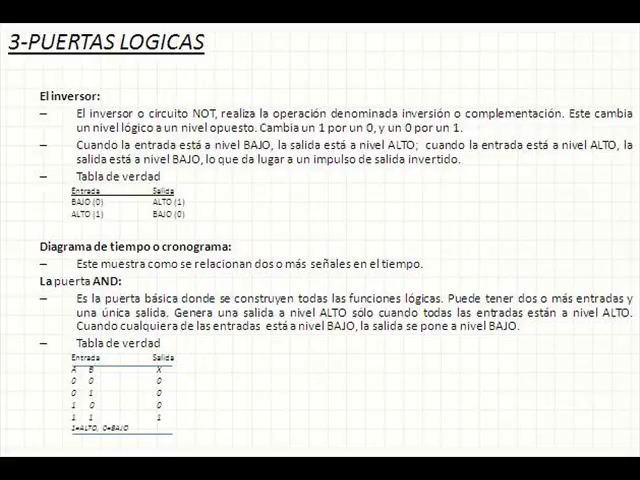 3-PUERTAS LOGICAS
El inversor:
– El inversor o circuito NOT, realiza la operación denominada inversión o complementación. Este cambia
un nivel lógico a un nivel opuesto. Cambia un 1 por un 0, y un 0 por un 1.
– Cuando la entrada está a nivel BAJO, la salida está a nivel ALTO; cuando la entrada está a nivel ALTO, la
salida está a nivel BAJO, lo que da lugar a un impulso de salida invertido.
– Tabla de verdad
Entrada Salida
BAJO (0) ALTO (1)
ALTO (1) BAJO (0)
Diagrama de tiempo o cronograma:
– Este muestra como se relacionan dos o más señales en el tiempo.
La puerta AND:
– Es la puerta básica donde se construyen todas las funciones lógicas. Puede tener dos o más entradas y
una única salida. Genera una salida a nivel ALTO sólo cuando todas las entradas están a nivel ALTO.
Cuando cualquiera de las entradas está a nivel BAJO, la salida se pone a nivel BAJO.
– Tabla de verdad
Entrada Salida
A B X
0 0 0
0 1 0
1 0 0
1 1 1
1=ALTO, 0=BAJO